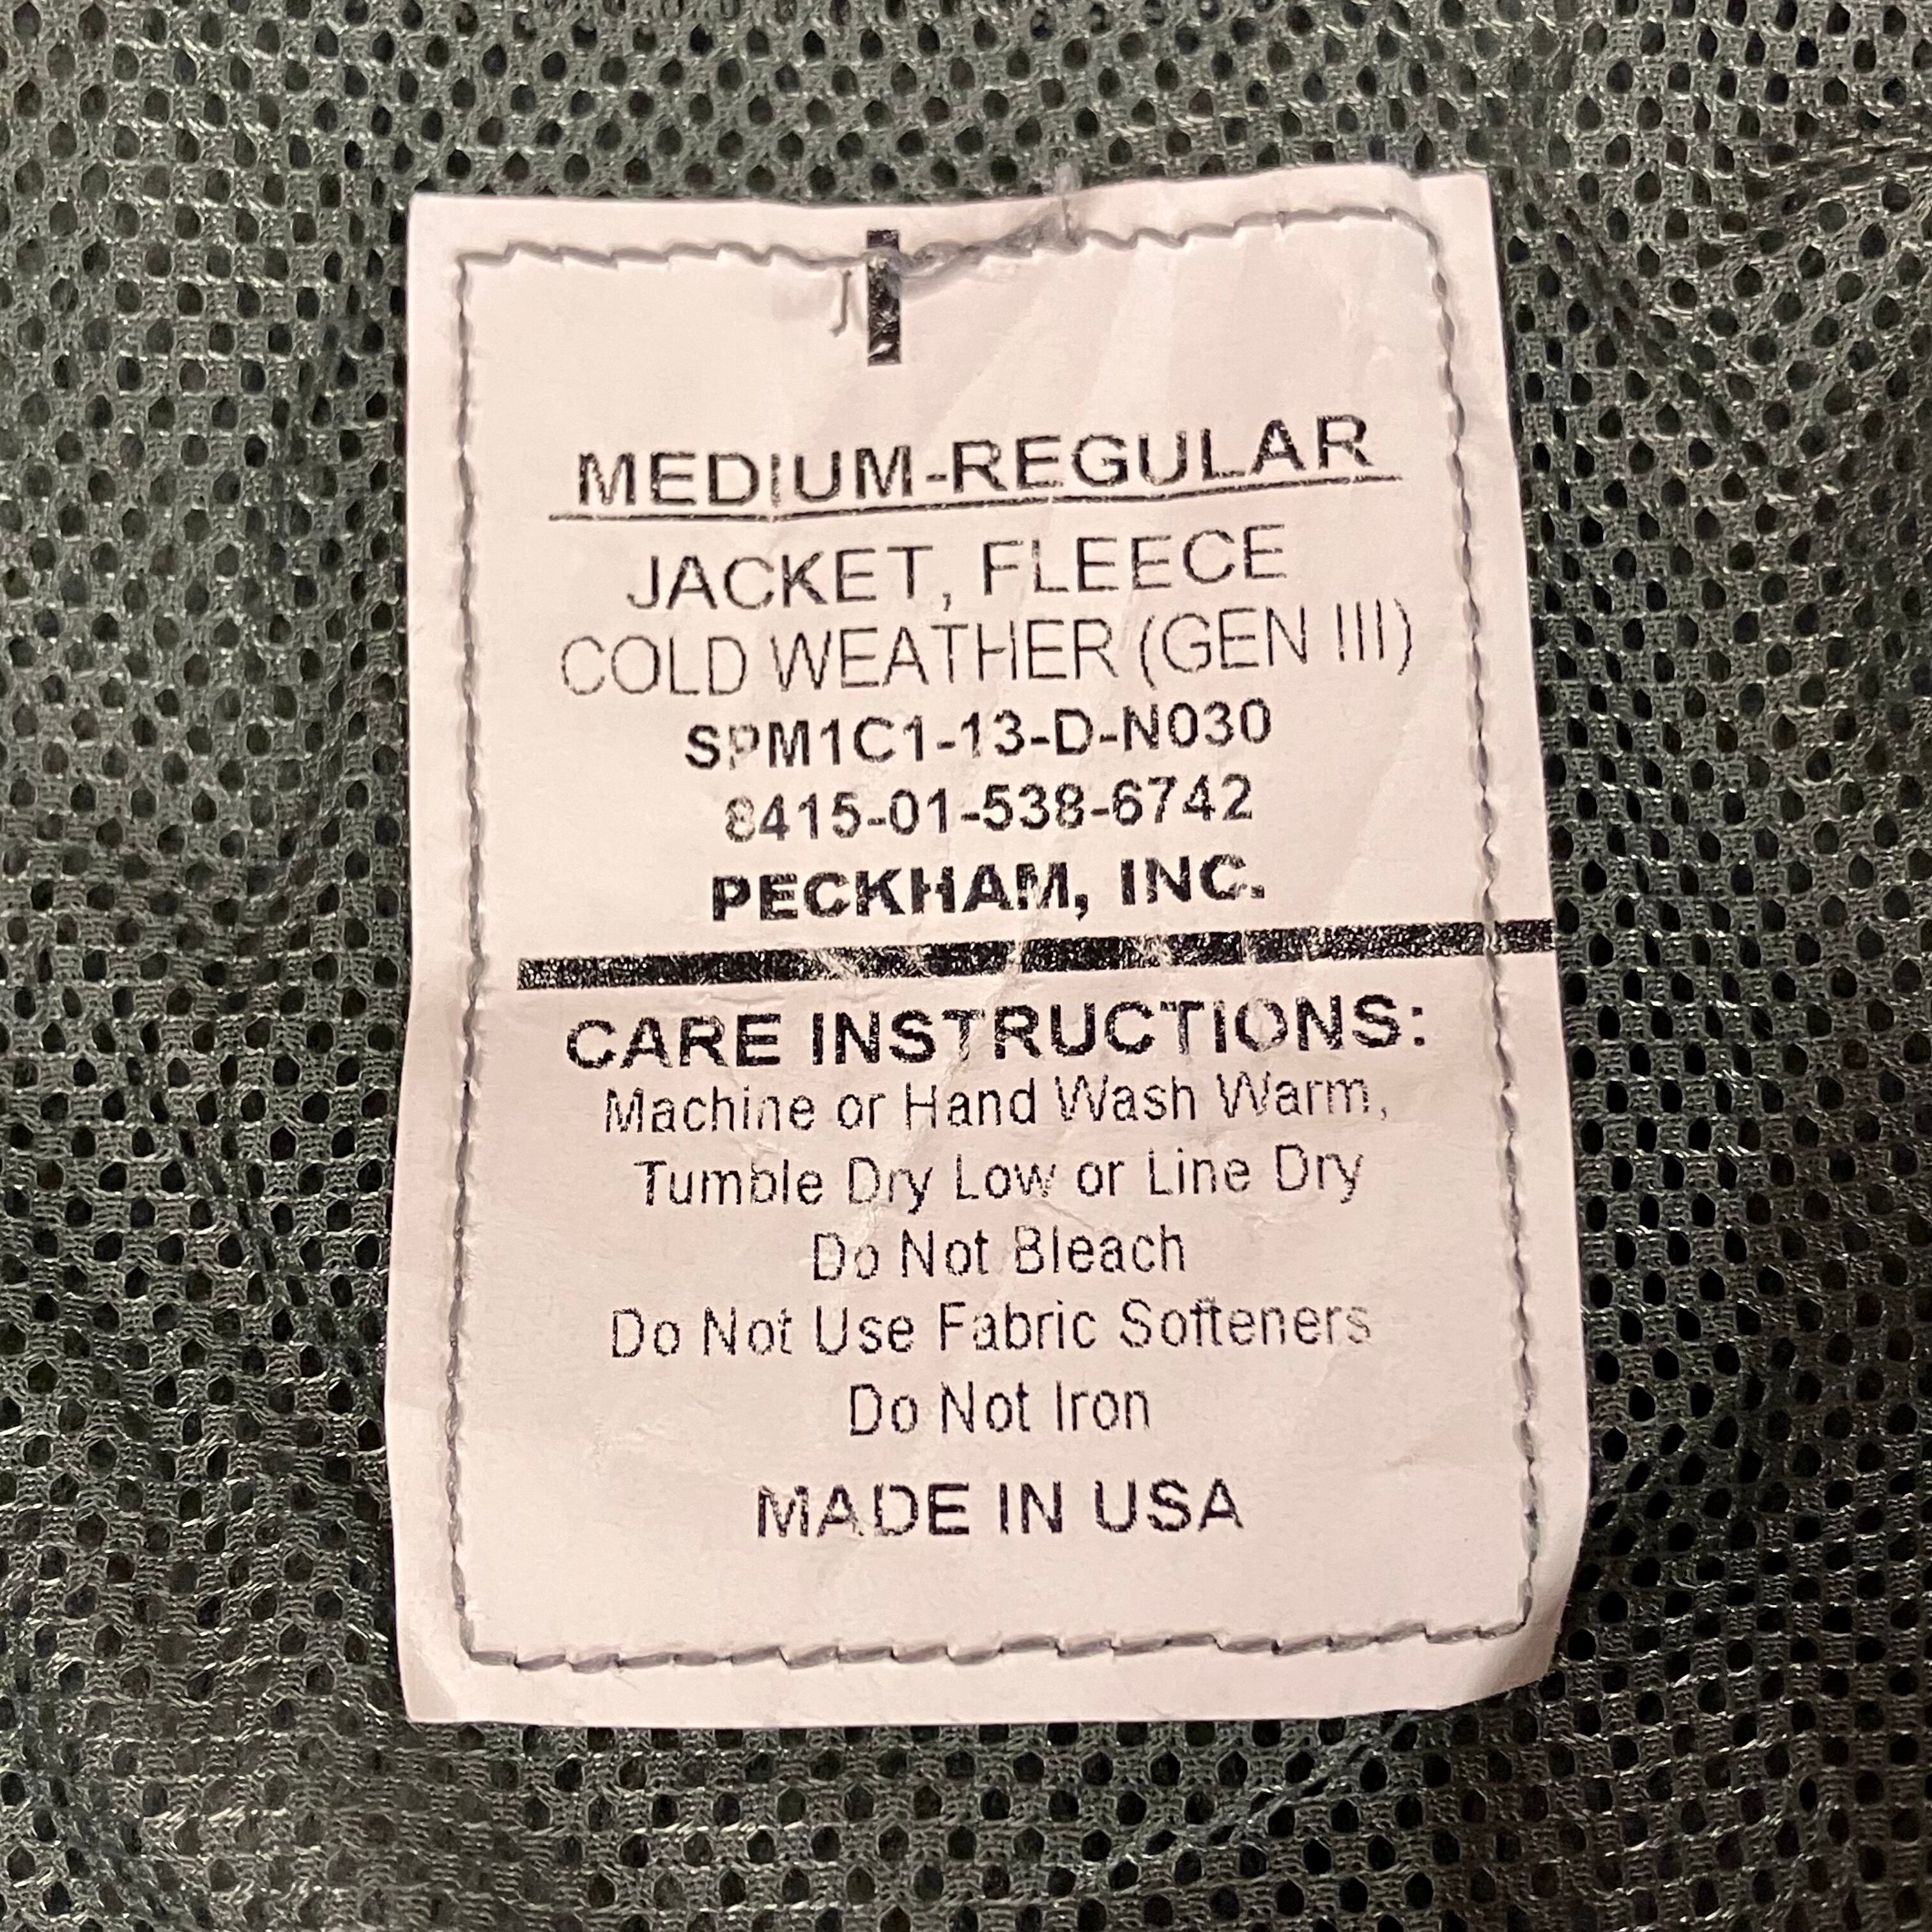 MEDIUM-REGULAR
JACKET, FLEECE
COLD WEATHER (GEN III)
SPM1C1-13-D-N030
8415-01-538-6742
PECKHAM, INC.
CARE INSTRUCTIONS:
Machine or Hand Wash Warm,
Tumble Dry Low or Line Dry
Do Not Bleach
Do Not Use Fabric Softeners
Do Not Iron
MADE IN USA